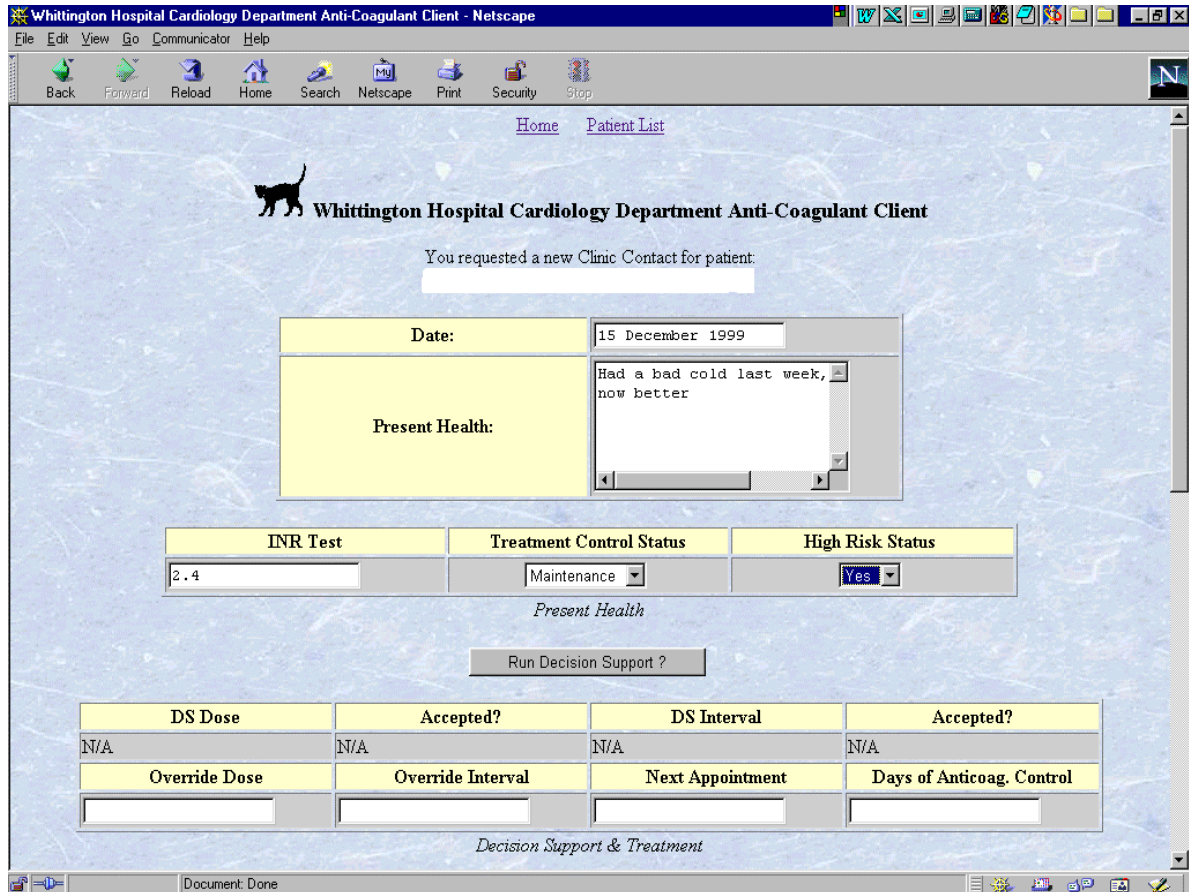 Whittington Hospital Cardiology Department Anti-Coagulant Client - Netscape
File Edit View Go Communicator Help
Back Forward Reload Home Search Netscape Print Security Stop
Home Patient List
Whittington Hospital Cardiology Department Anti-Coagulant Client
You requested a new Clinic Contact for patient:
Date: 15 December 1999
Present Health: Had a bad cold last week,
now better
INR Test Treatment Control Status High Risk Status
2.4 Maintenance Yes
Present Health
Run Decision Support ?
DS Dose Accepted? DS Interval Accepted?
N/A N/A N/A N/A
Override Dose Override Interval Next Appointment Days of Anticoag. Control
Decision Support & Treatment
Document: Done